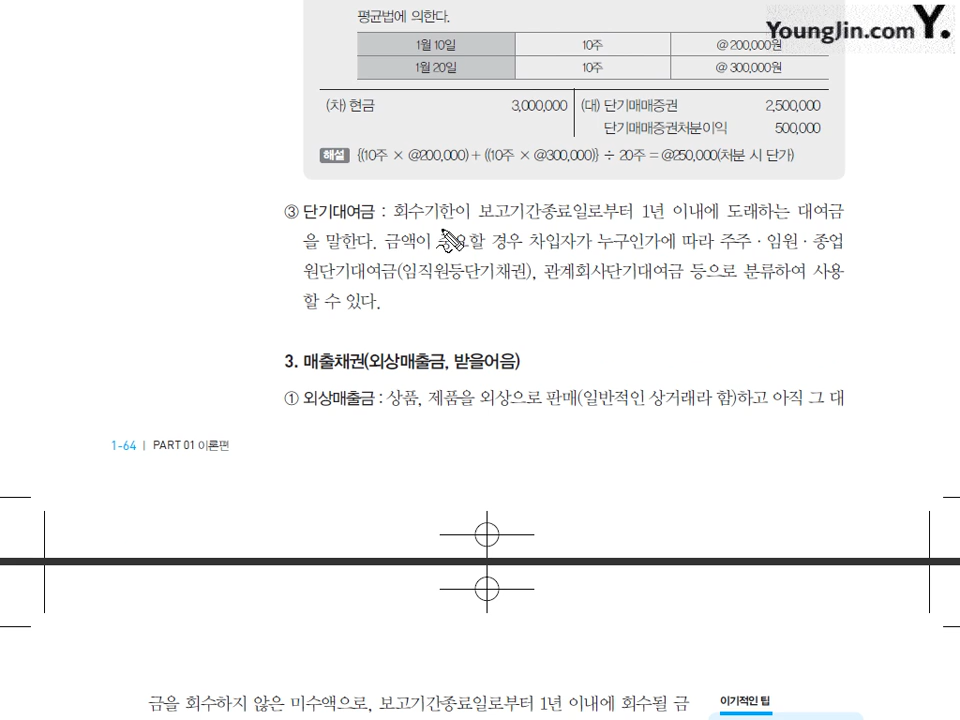 평균법에 의한다.
YoungJin.com Y.
1월 10일 10주 @ 200,000원
1월 20일 10주 @ 300,000원
(차) 현금 3,000,000 (대) 단기매매증권 2,500,000
단기매매증권처분이익 500,000
해설 {(10주 × @200,000) + ((10주 × @300,000)} ÷ 20주 = @250,000(처분 시 단가)
③ 단기대여금 : 회수기한이 보고기간종료일로부터 1년 이내에 도래하는 대여금
을 말한다. 금액이 중요할 경우 차입자가 누구인가에 따라 주주 · 임원 · 종업
원단기대여금(임직원등단기채권), 관계회사단기대여금 등으로 분류하여 사용
할 수 있다.
3. 매출채권(외상매출금, 받을어음)
① 외상매출금 : 상품, 제품을 외상으로 판매(일반적인 상거래라 함)하고 아직 그 대
1-64 | PART 01 이론편
금을 회수하지 않은 미수액으로, 보고기간종료일로부터 1년 이내에 회수될 금
이기적인 팁